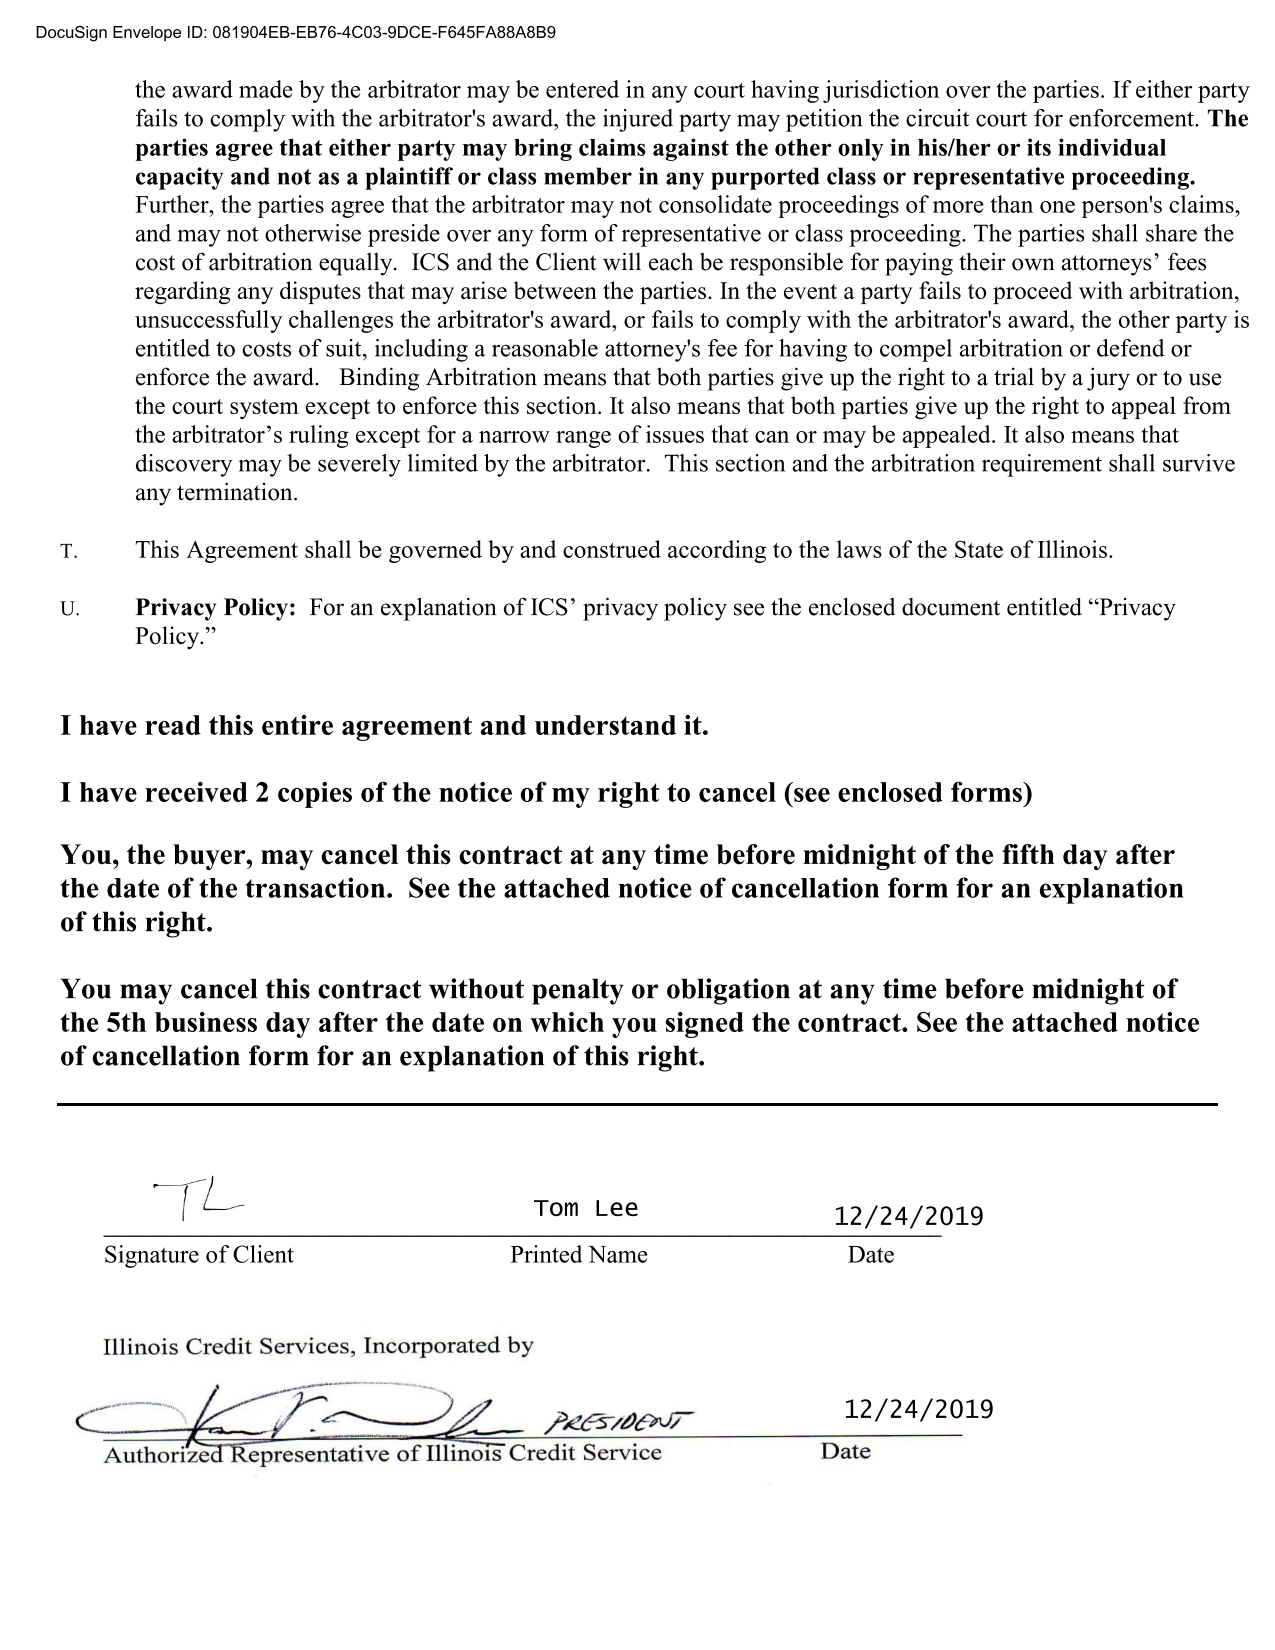 DocuSign Envelope ID: 081904EB-EB76-4C03-9DCE-F645FA88A8B9
the award made by the arbitrator may be entered in any court having jurisdiction over the parties. If either party
fails to comply with the arbitrator's award, the injured party may petition the circuit court for enforcement. The
parties agree that either party may bring claims against the other only in his/her or its individual
capacity and not as a plaintiff or class member in any purported class or representative proceeding.
Further, the parties agree that the arbitrator may not consolidate proceedings of more than one person's claims,
and may not otherwise preside over any form of representative or class proceeding. The parties shall share the
cost of arbitration equally.  ICS and the Client will each be responsible for paying their own attorneys’ fees
regarding any disputes that may arise between the parties. In the event a party fails to proceed with arbitration,
unsuccessfully challenges the arbitrator's award, or fails to comply with the arbitrator's award, the other party is
entitled to costs of suit, including a reasonable attorney's fee for having to compel arbitration or defend or
enforce the award.   Binding Arbitration means that both parties give up the right to a trial by a jury or to use
the court system except to enforce this section. It also means that both parties give up the right to appeal from
the arbitrator’s ruling except for a narrow range of issues that can or may be appealed. It also means that
discovery may be severely limited by the arbitrator.  This section and the arbitration requirement shall survive
any termination.
T. This Agreement shall be governed by and construed according to the laws of the State of Illinois.
U. Privacy Policy:  For an explanation of ICS’ privacy policy see the enclosed document entitled “Privacy
Policy.”
I have read this entire agreement and understand it.
I have received 2 copies of the notice of my right to cancel (see enclosed forms)
You, the buyer, may cancel this contract at any time before midnight of the fifth day after
the date of the transaction.  See the attached notice of cancellation form for an explanation
of this right.
You may cancel this contract without penalty or obligation at any time before midnight of
the 5th business day after the date on which you signed the contract. See the attached notice
of cancellation form for an explanation of this right.
TL Tom Lee 12/24/2019
Signature of Client Printed Name Date
Illinois Credit Services, Incorporated by
PRESIDENT 12/24/2019
Authorized Representative of Illinois Credit Service Date